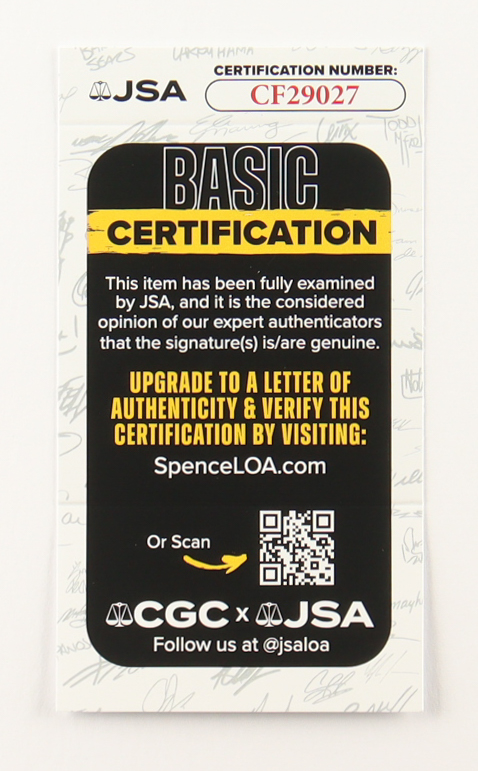 LARRY HAMA
JSA
CERTIFICATION NUMBER:
CF29027
BASIC
CERTIFICATION
This item has been fully examined
by JSA, and it is the considered
opinion of our expert authenticators
that the signature(s) is/are genuine.
UPGRADE TO A LETTER OF
AUTHENTICITY & VERIFY THIS
CERTIFICATION BY VISITING:
SpenceLOA.com
Or Scan
CGC x JSA
Follow us at @jsaloa